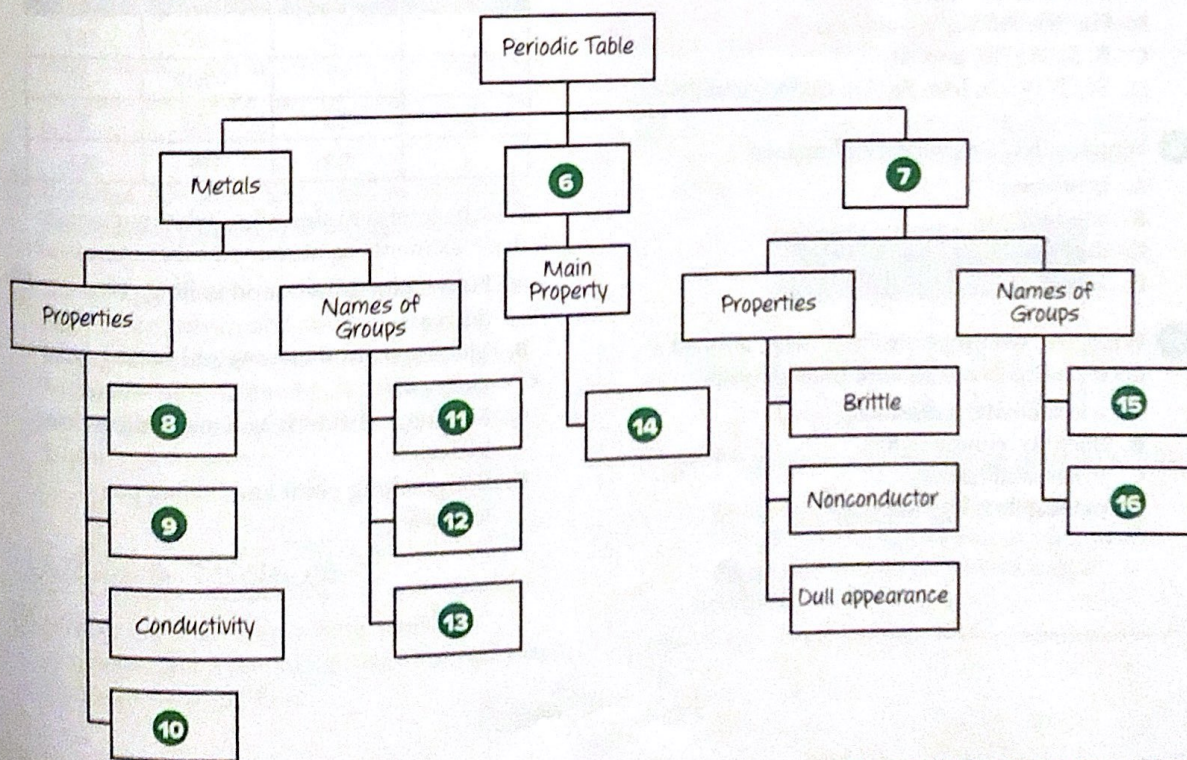 Periodic Table
Metals
6
7
Properties
Names of
Groups
Main
Property
Properties
Names of
Groups
8
9
Conductivity
10
11
12
13
14
Brittle
Nonconductor
Dull appearance
15
16